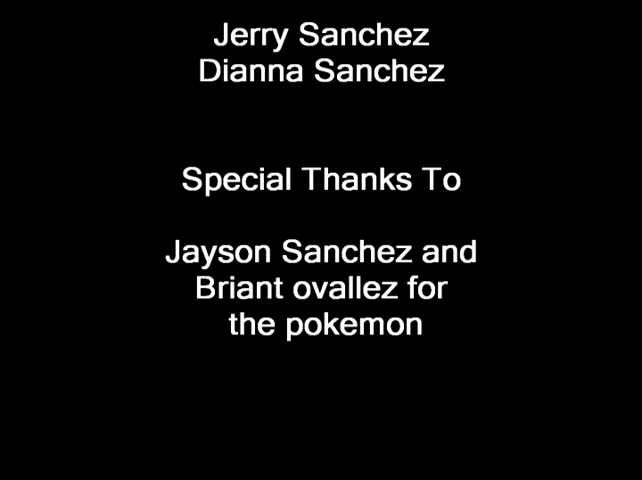 Jerry Sanchez
Dianna Sanchez
Special Thanks To
Jayson Sanchez and
Briant ovallez for
the pokemon